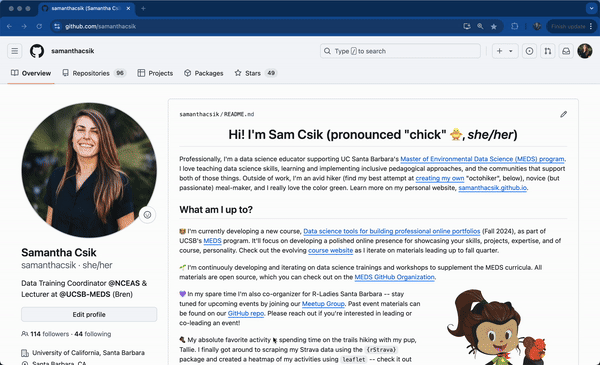 samanthacsik (Samantha Csi
github.com/samanthacsik
Finish update
samanthacsik
Type / to search
Overview
Repositories 96
Projects
Packages
Stars 49
samanthacsik/README.md
Hi! I'm Sam Csik (pronounced "chick" 🐥, she/her)
Professionally, I'm a data science educator supporting UC Santa Barbara's Master of Environmental Data Science (MEDS) program.
I love teaching data science skills, learning and implementing inclusive pedagogical approaches, and the communities that support
both of those things. Outside of work, I'm an avid hiker (find my best attempt at creating my own "octohiker", below), novice (but
passionate) meal-maker, and I really love the color green. Learn more on my personal website, samanthacsik.github.io.
What am I up to?
I'm currently developing a new course, Data science tools for building professional online portfolios (Fall 2024), as part of
UCSB's MEDS program. It'll focus on developing a polished online presence for showcasing your skills, projects, expertise, and of
course, personality. Check out the evolving course website as I iterate on materials leading up to fall quarter.
🌱 I'm continuously developing and iterating on data science trainings and workshops to supplement the MEDS curricula. All
materials are open source, which you can check out on the MEDS GitHub Organization.
💜 In my spare time I'm also co-organizer for R-Ladies Santa Barbara -- stay
tuned for upcoming events by joining our Meetup Group. Past event materials can
be found on our GitHub repo. Please reach out if you're interested in leading or
co-leading an event!
My absolute favorite activity is spending time on the trails hiking with my pup,
Tallie. I finally got around to scraping my Strava data using the {rStrava}
package and created a heatmap of my activities using leaflet -- check it out
Samantha Csik
samanthacsik · she/her
Data Training Coordinator @NCEAS &
Lecturer at @UCSB-MEDS (Bren)
Edit profile
114 followers · 44 following
University of California, Santa Barbara
Santa Barbara, CA